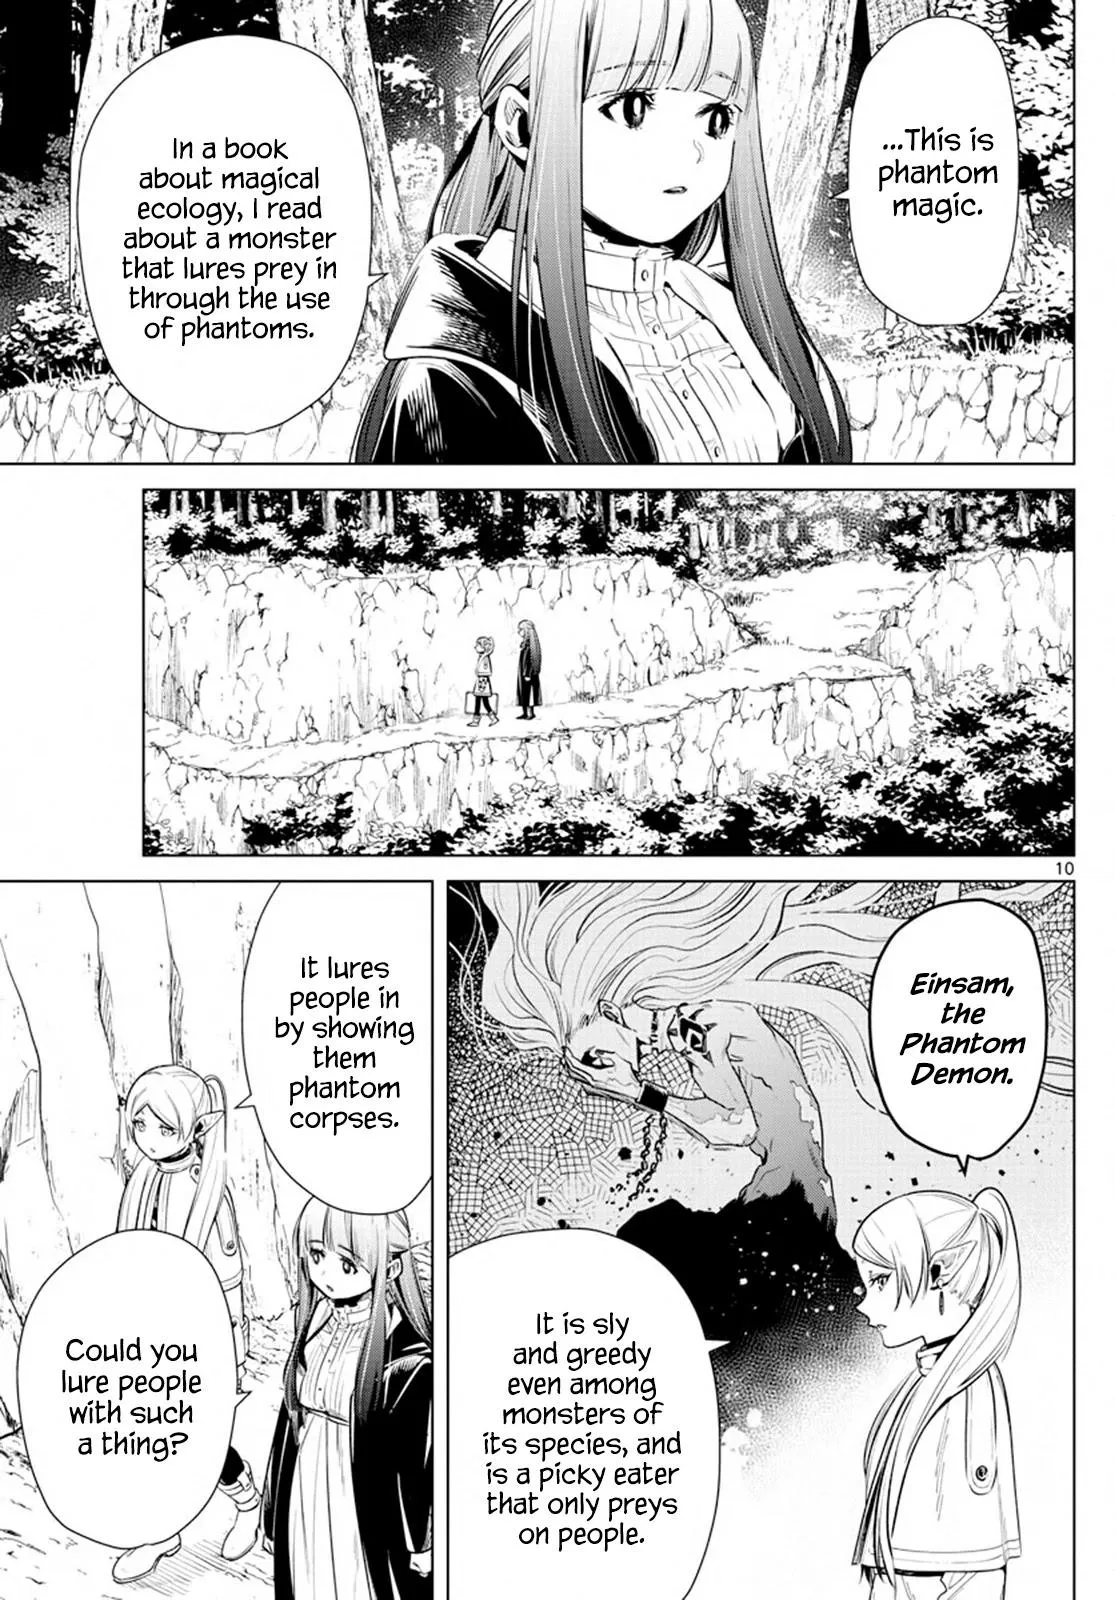 ...This is
phantom
magic.
In a book
about magical
ecology, I read
about a monster
that lures prey in
through the use
of phantoms.
10
Einsam,
the
Phantom
Demon.
It is sly
and greedy
even among
monsters of
its species, and
is a picky eater
that only preys
on people.
It lures
people in
by showing
them
phantom
corpses.
Could you
lure people
with such
a thing?